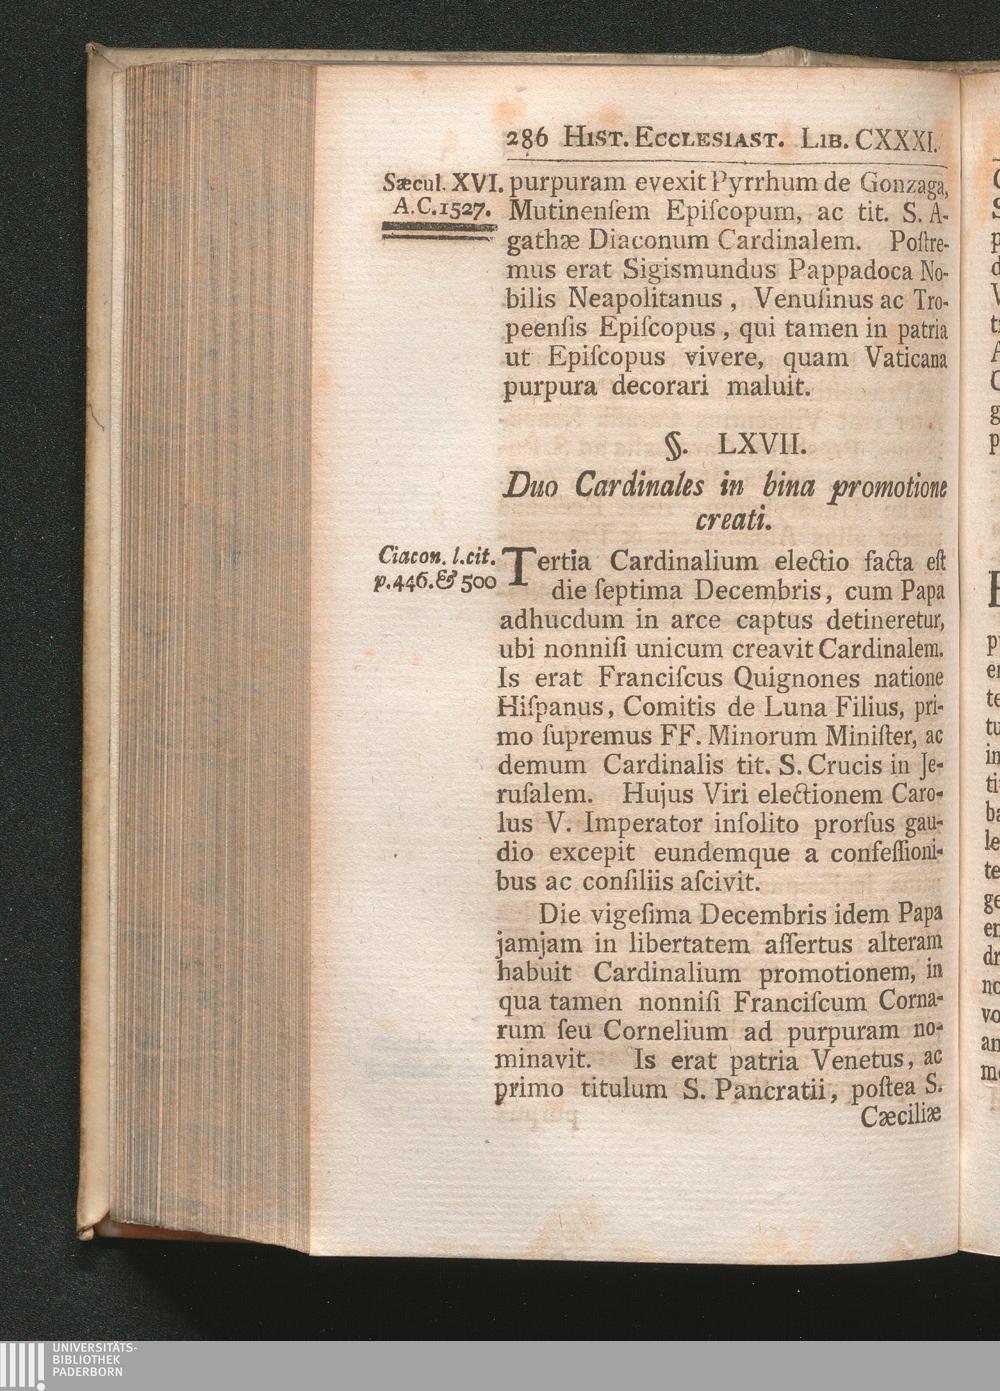 286 Hist. Ecclesiast. Lib. CXXXI.
Sæcul. XVI.
A.C. 1527.
purpuram evexit Pyrrhum de Gonzaga,
Mutinenſem Epiſcopum, ac tit. S. A-
gathæ Diaconum Cardinalem. Poſtre-
mus erat Sigismundus Pappadoca No-
bilis Neapolitanus, Venuſinus ac Tro-
peenſis Epiſcopus, qui tamen in patria
ut Epiſcopus vivere, quam Vaticana
purpura decorari maluit.
§. LXVII.
Duo Cardinales in bina promotione
creati.
Ciacon. l. cit.
p. 446. & 500
Tertia Cardinalium electio facta eſt
die ſeptima Decembris, cum Papa
adhucdum in arce captus detineretur,
ubi nonniſi unicum creavit Cardinalem.
Is erat Franciſcus Quignones natione
Hiſpanus, Comitis de Luna Filius, pri-
mo ſupremus FF. Minorum Miniſter, ac
demum Cardinalis tit. S. Crucis in Je-
ruſalem. Hujus Viri electionem Caro-
lus V. Imperator inſolito prorſus gau-
dio excepit eundemque a confeſſioni-
bus ac conſiliis aſcivit.
Die vigeſima Decembris idem Papa
jamjam in libertatem aſſertus alteram
habuit Cardinalium promotionem, in
qua tamen nonniſi Franciſcum Corna-
rum ſeu Cornelium ad purpuram no-
minavit. Is erat patria Venetus, ac
primo titulum S. Pancratii, poſtea S.
Cæciliæ
UNIVERSITÄTS-
BIBLIOTHEK
PADERBORN